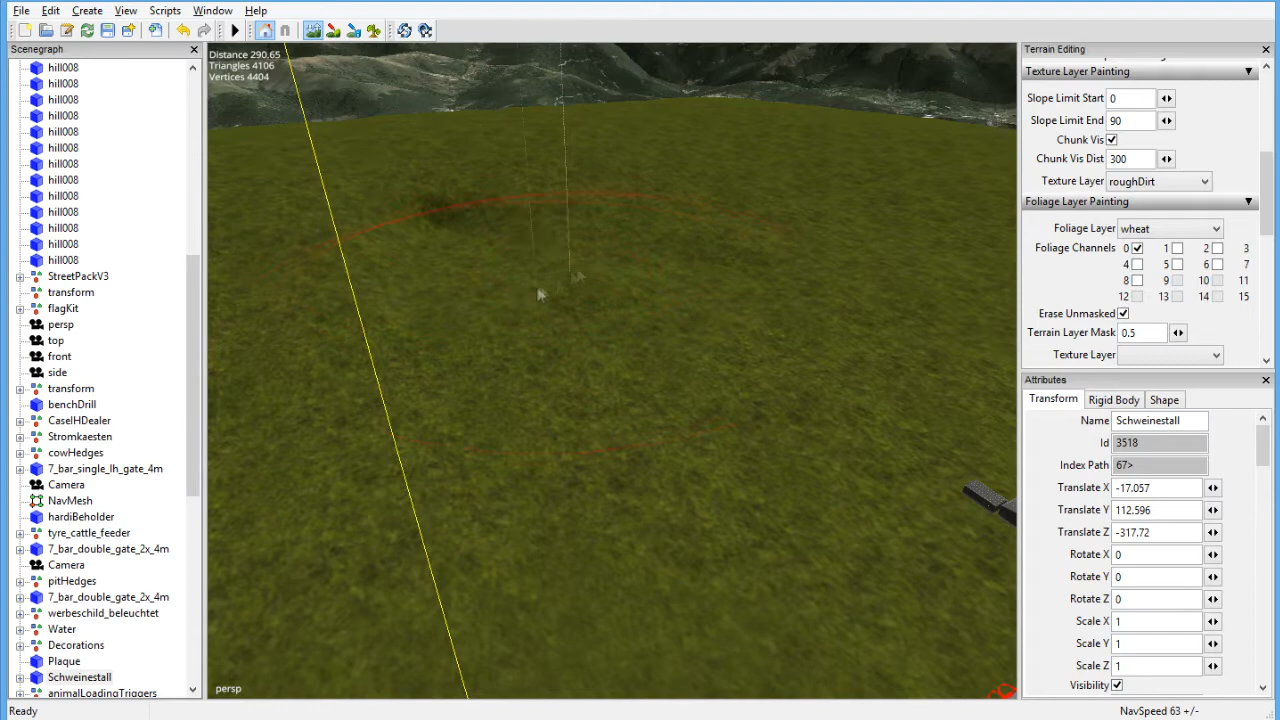 File Edit Create View Scripts Window Help
Scenegraph
hill008
hill008
hill008
hill008
hill008
hill008
hill008
hill008
hill008
hill008
hill008
hill008
hill008
StreetPackV3
transform
flagKit
persp
top
front
side
transform
benchDrill
CaseIHDealer
Stromkaesten
cowHedges
7_bar_single_lh_gate_4m
Camera
NavMesh
hardiBeholder
tyre_cattle_feeder
7_bar_double_gate_2x_4m
Camera
pitHedges
7_bar_double_gate_2x_4m
werbeschild_beleuchtet
Water
Decorations
Plaque
Schweinestall
animalLoadingTriggers
Distance 290.65
Triangles 4106
Vertices 4404
persp
Terrain Editing
Texture Layer Painting
Slope Limit Start 0
Slope Limit End 90
Chunk Vis
Chunk Vis Dist 300
Texture Layer roughDirt
Foliage Layer Painting
Foliage Layer wheat
Foliage Channels 0 1 2 3
4 5 6 7
8 9 10 11
12 13 14 15
Erase Unmasked
Terrain Layer Mask 0.5
Texture Layer
Attributes
Transform Rigid Body Shape
Name Schweinestall
Id 3518
Index Path 67>
Translate X -17.057
Translate Y 112.596
Translate Z -317.72
Rotate X 0
Rotate Y 0
Rotate Z 0
Scale X 1
Scale Y 1
Scale Z 1
Visibility
Ready
NavSpeed 63 +/-